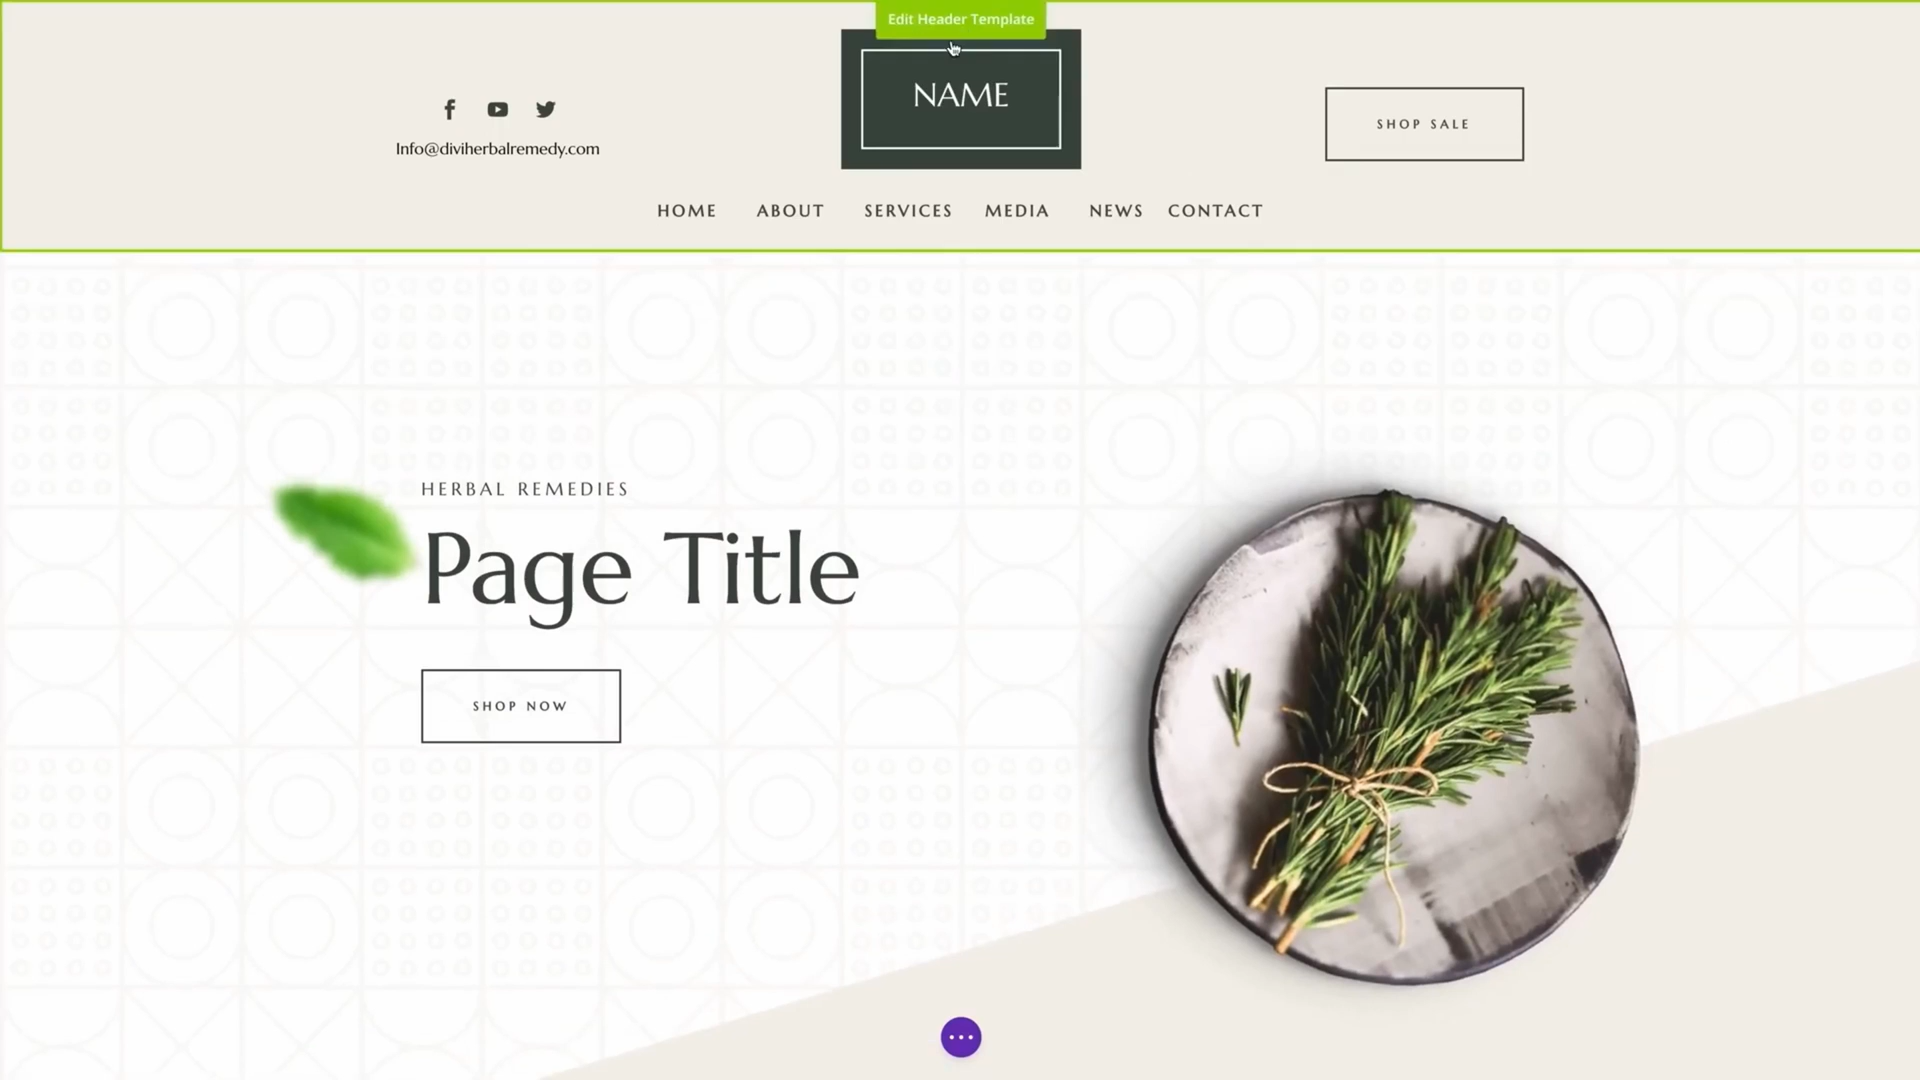 Edit Header Template
NAME
Info@diviherbalremedy.com
SHOP SALE
HOME ABOUT SERVICES MEDIA NEWS CONTACT
HERBAL REMEDIES
Page Title
SHOP NOW